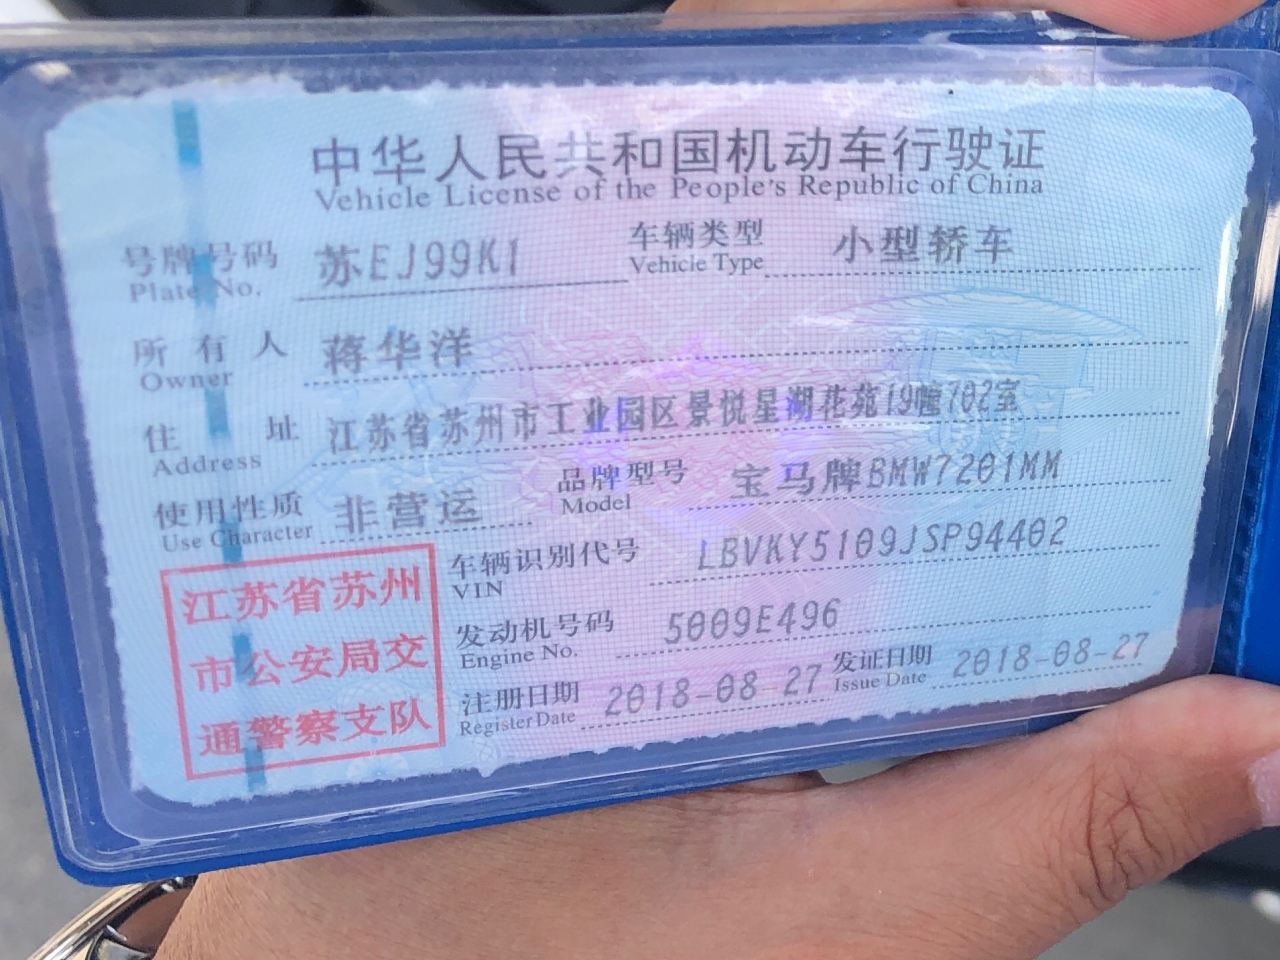 中华人民共和国机动车行驶证
Vehicle License of the People's Republic of China
号牌号码 苏EJ99K1 车辆类型 小型轿车
Plate No. Vehicle Type
所有人 蒋华洋
Owner
住址 江苏省苏州市工业园区景悦星湖花苑19幢702室
Address
使用性质 非营运 品牌型号 宝马牌BMW7201MM
Use Character Model
车辆识别代号 LBVKY5109JSP94402
VIN
发动机号码 5009E496
Engine No.
注册日期 2018-08-27 发证日期 2018-08-27
Register Date Issue Date
江苏省苏州
市公安局交
通警察支队